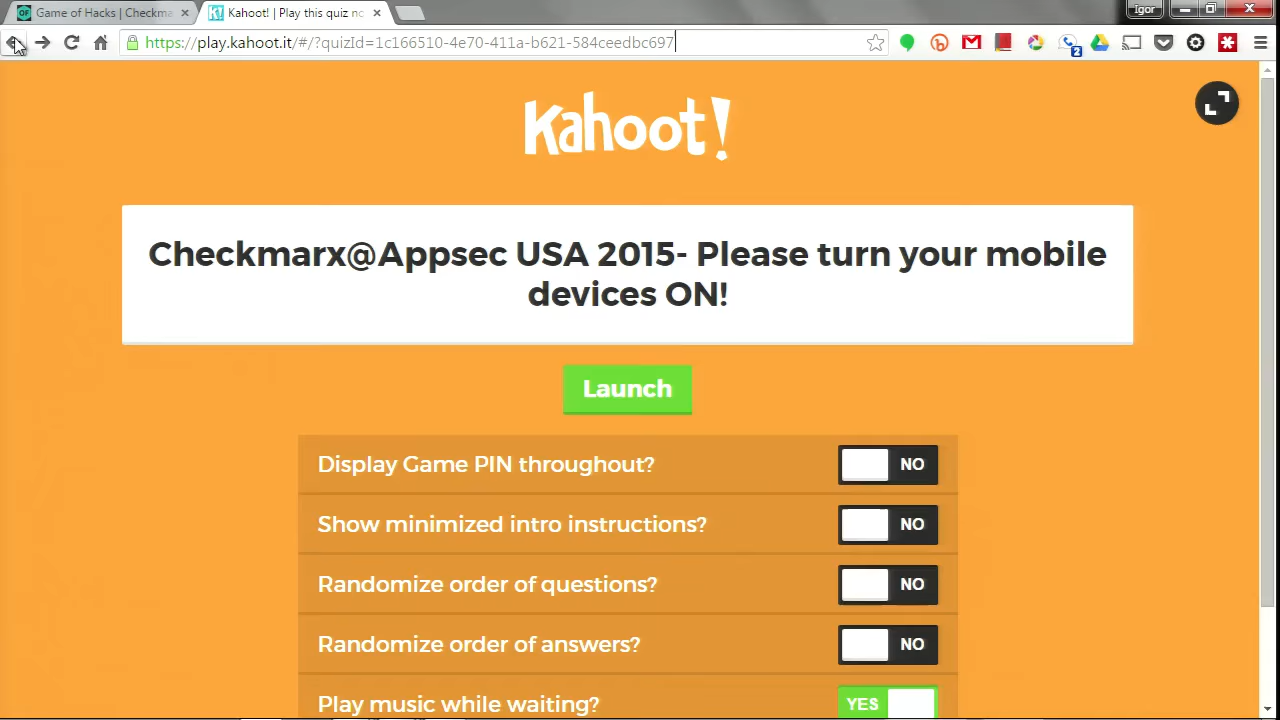 Game of Hacks | Checkma
Kahoot! | Play this quiz nc
Igor
https://play.kahoot.it/#/?quizId=1c166510-4e70-411a-b621-584ceedbc697
2
Kahoot!
Checkmarx@Appsec USA 2015- Please turn your mobile
devices ON!
Launch
Display Game PIN throughout? NO
Show minimized intro instructions? NO
Randomize order of questions? NO
Randomize order of answers? NO
Play music while waiting? YES